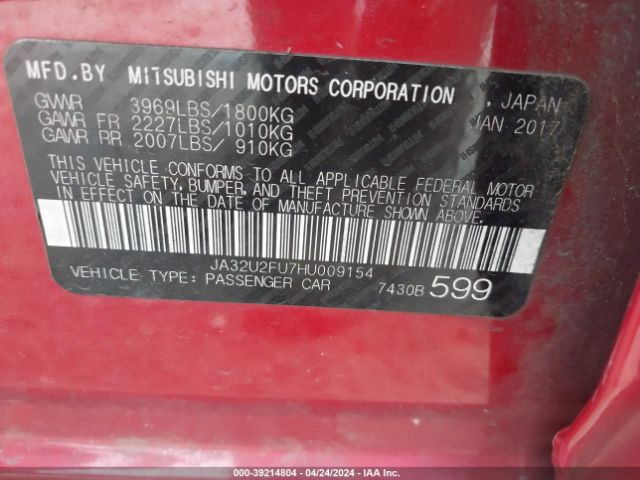 MFD.BY MITSUBISHI MOTORS CORPORATION , JAPAN
GVWR 3969LBS/1800KG JAN 2017
GAWR FR 2227LBS/1010KG
GAWR RR 2007LBS/ 910KG
THIS VEHICLE CONFORMS TO ALL APPLICABLE FEDERAL MOTOR
VEHICLE SAFETY, BUMPER, AND THEFT PREVENTION STANDARDS
IN EFFECT ON THE DATE OF MANUFACTURE SHOWN ABOVE.
JA32U2FU7HU009154
VEHICLE TYPE: PASSENGER CAR 7430B 599
000-39214804 - 04/24/2024 - IAA